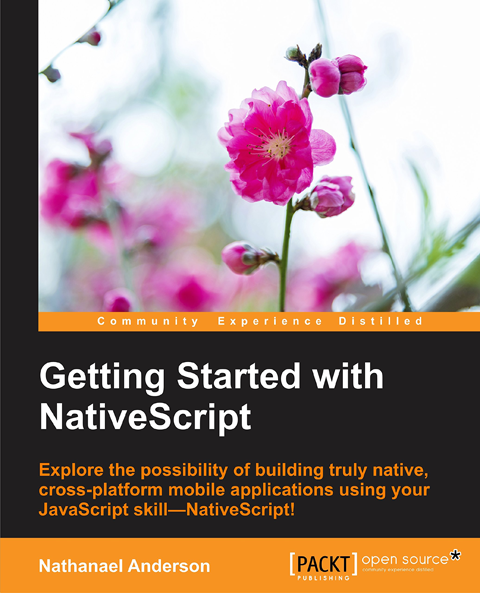 Community Experience Distilled
Getting Started with
NativeScript
Explore the possibility of building truly native,
cross-platform mobile applications using your
JavaScript skill—NativeScript!
Nathanael Anderson
[PACKT]
PUBLISHING
open source*
community experience distilled